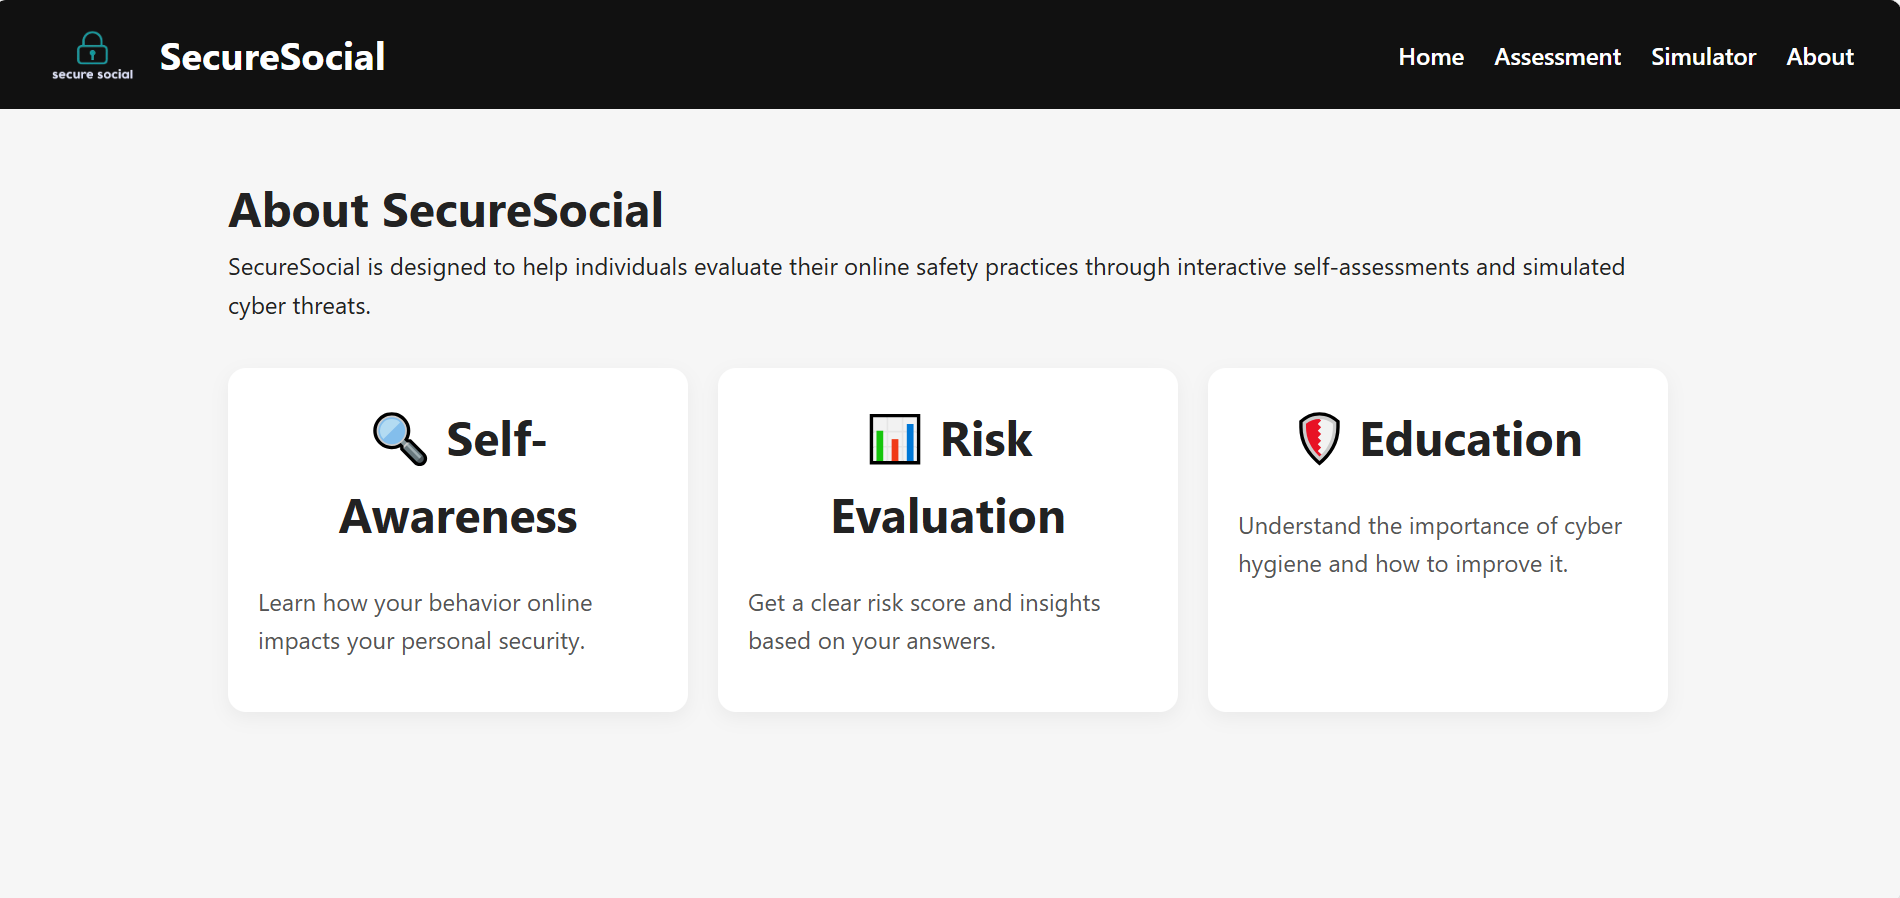 secure social
SecureSocial
Home Assessment Simulator About
About SecureSocial
SecureSocial is designed to help individuals evaluate their online safety practices through interactive self-assessments and simulated
cyber threats.
Self-
Awareness
Learn how your behavior online
impacts your personal security.
Risk
Evaluation
Get a clear risk score and insights
based on your answers.
Education
Understand the importance of cyber
hygiene and how to improve it.